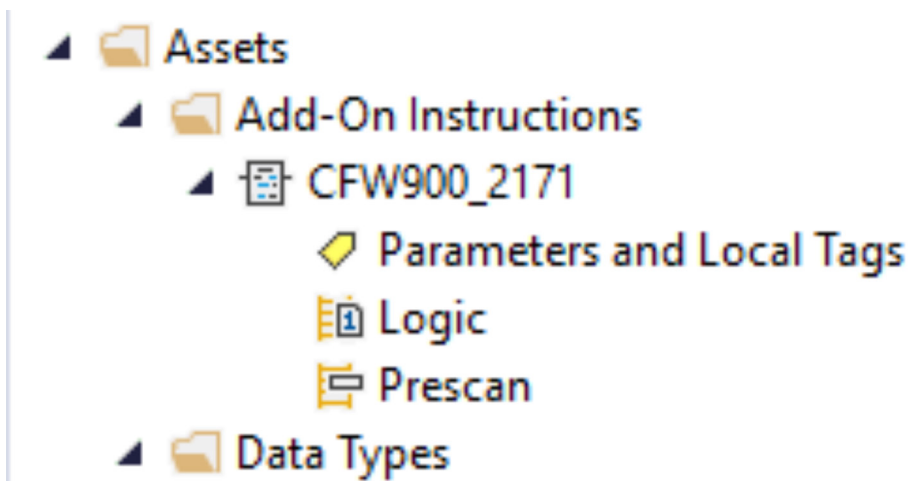 Assets
Add-On Instructions
CFW900_2171
Parameters and Local Tags
Logic
Prescan
Data Types